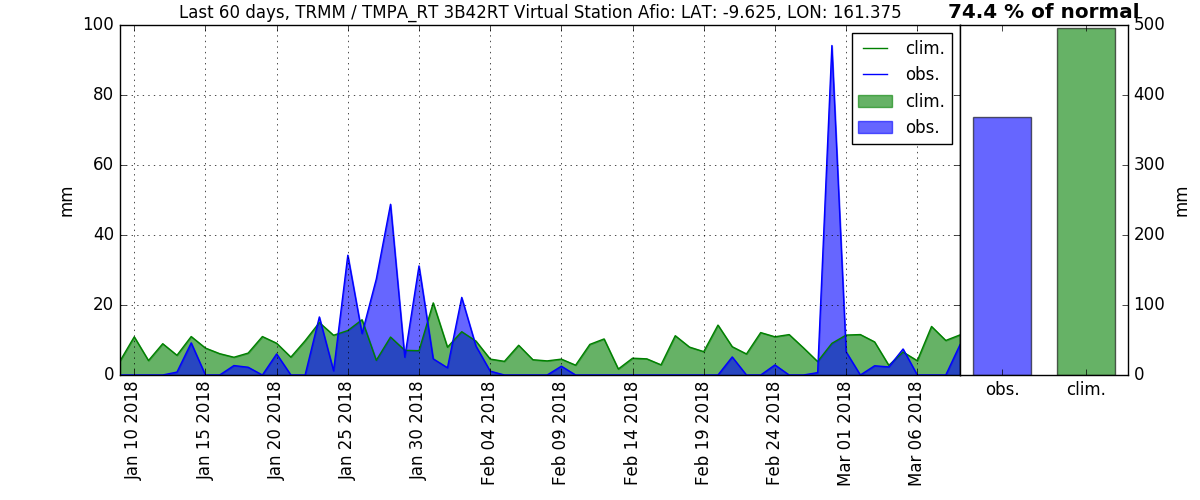 Last 60 days, TRMM / TMPA_RT 3B42RT Virtual Station Afio: LAT: -9.625, LON: 161.375
74.4 % of normal
100
80
60
40
20
0
mm
clim.
obs.
clim.
obs.
500
400
300
200
100
0
mm
obs.
clim.
Jan 10 2018
Jan 15 2018
Jan 20 2018
Jan 25 2018
Jan 30 2018
Feb 04 2018
Feb 09 2018
Feb 14 2018
Feb 19 2018
Feb 24 2018
Mar 01 2018
Mar 06 2018